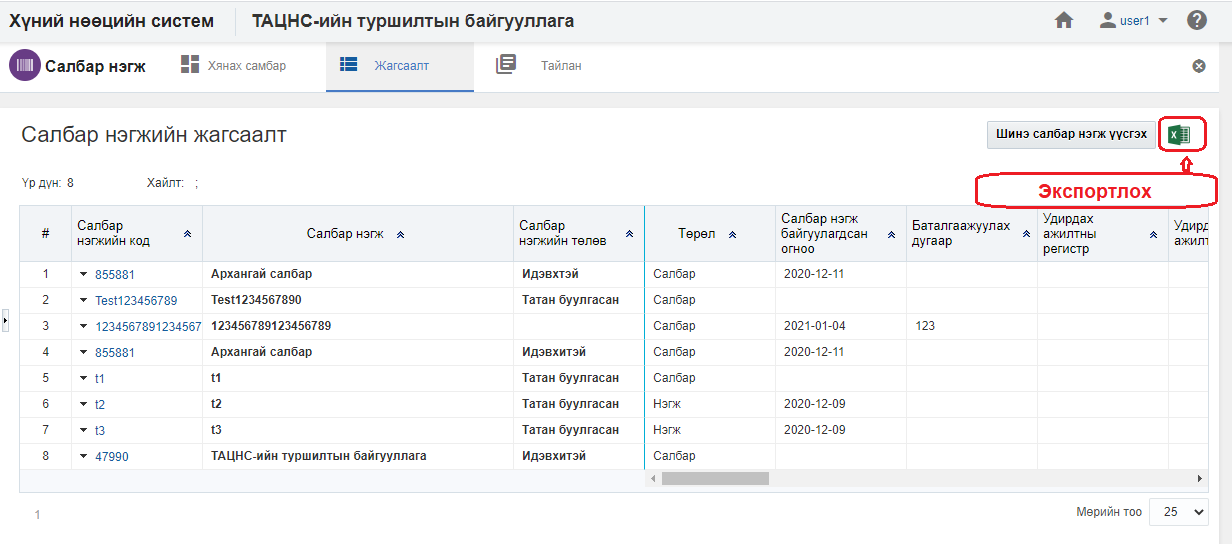 Хүний нөөцийн систем ТАЦНС-ийн туршилтын байгууллага user1
Салбар нэгж Хянах самбар Жагсаалт Тайлан
Салбар нэгжийн жагсаалт Шинэ салбар нэгж үүсгэх
Үр дүн: 8 Хайлт: ;
Экспортлох
# Салбар нэгжийн код Салбар нэгж Салбар нэгжийн төлөв Төрөл Салбар нэгж байгуулагдсан огноо Баталгаажуулах дугаар Удирдах ажилтны регистр Удирд ажилт
1 855881 Архангай салбар Идэвхтэй Салбар 2020-12-11
2 Test123456789 Test1234567890 Татан буулгасан Салбар
3 1234567891234567 123456789123456789 Салбар 2021-01-04 123
4 855881 Архангай салбар Идэвхитэй Салбар 2020-12-11
5 t1 t1 Татан буулгасан Салбар
6 t2 t2 Татан буулгасан Нэгж 2020-12-09
7 t3 t3 Татан буулгасан Нэгж 2020-12-09
8 47990 ТАЦНС-ийн туршилтын байгууллага Идэвхитэй Салбар
1 Мөрийн тоо 25